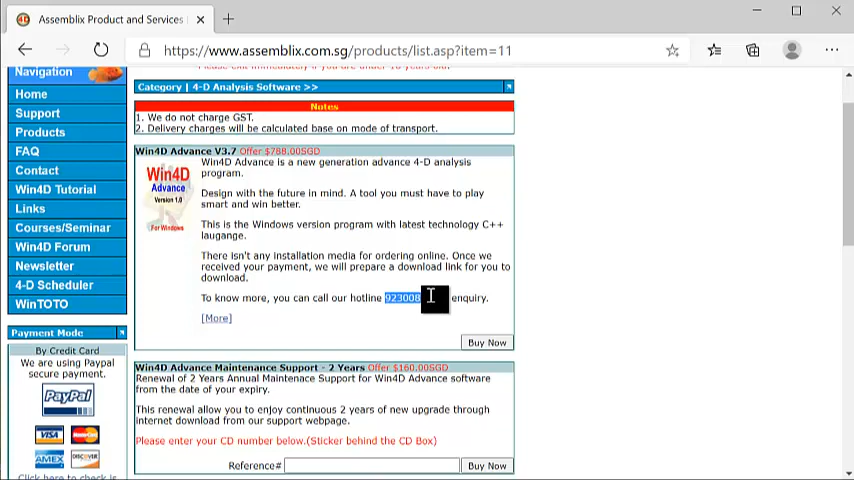 Assemblix Product and Services
https://www.assemblix.com.sg/products/list.asp?item=11
Navigation
Home
Support
Products
FAQ
Contact
Win4D Tutorial
Links
Courses/Seminar
Win4D Forum
Newsletter
4-D Scheduler
WinTOTO
Payment Mode
By Credit Card
We are using Paypal
secure payment.
PayPal
VISA
MasterCard
AMEX
DISCOVER
Click here to check is
Category | 4-D Analysis Software >>
Notes
1. We do not charge GST.
2. Delivery charges will be calculated base on mode of transport.
Win4D Advance V3.7 Offer $788.00SGD
Win4D
Advance
Version 1.0
For Windows
Win4D Advance is a new generation advance 4-D analysis
program.
Design with the future in mind. A tool you must have to play
smart and win better.
This is the Windows version program with latest technology C++
laugange.
There isn't any installation media for ordering online. Once we
received your payment, we will prepare a download link for you to
download.
To know more, you can call our hotline 923008 enquiry.
[More]
Buy Now
Win4D Advance Maintenance Support - 2 Years Offer $160.00SGD
Renewal of 2 Years Annual Maintenace Support for Win4D Advance software
from the date of your expiry.
This renewal allow you to enjoy continuous 2 years of new upgrade through
internet download from our support webpage.
Please enter your CD number below.(Sticker behind the CD Box)
Reference#
Buy Now